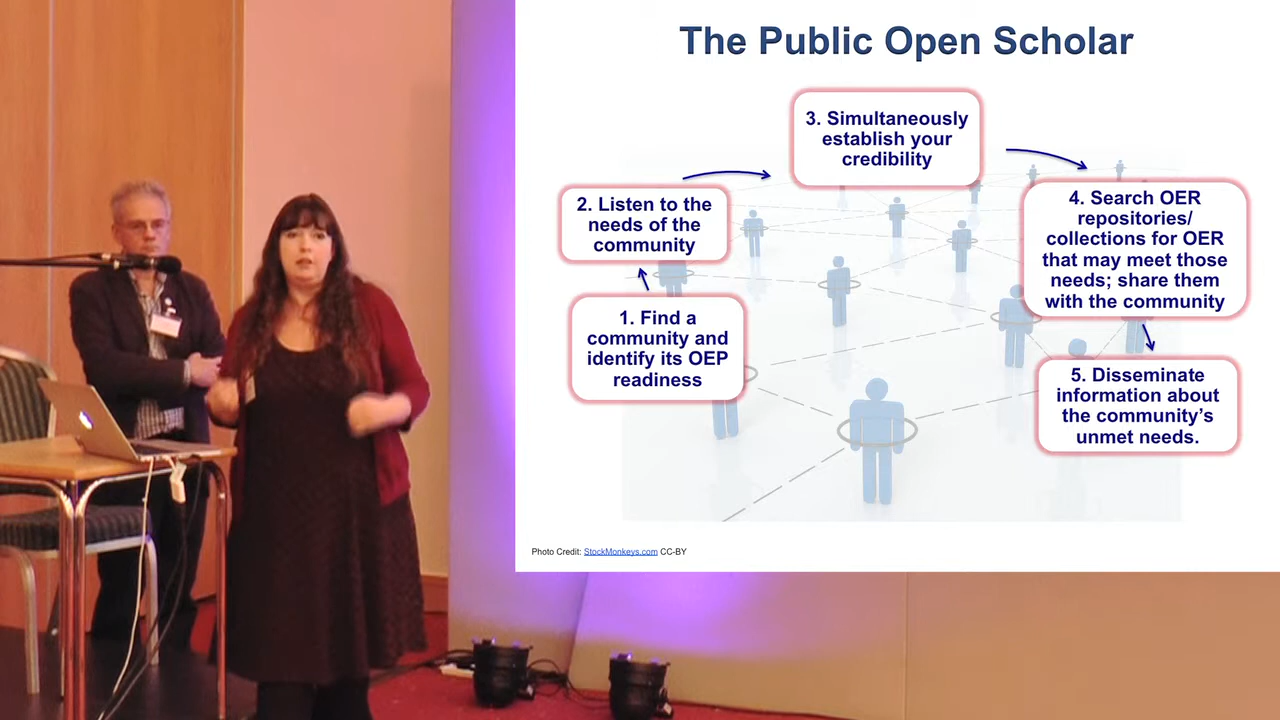 The Public Open Scholar
3. Simultaneously
establish your
credibility
2. Listen to the
needs of the
community
4. Search OER
repositories/
collections for OER
that may meet those
needs; share them
with the community
1. Find a
community and
identify its OEP
readiness
5. Disseminate
information about
the community’s
unmet needs.
Photo Credit: StockMonkeys.com CC-BY